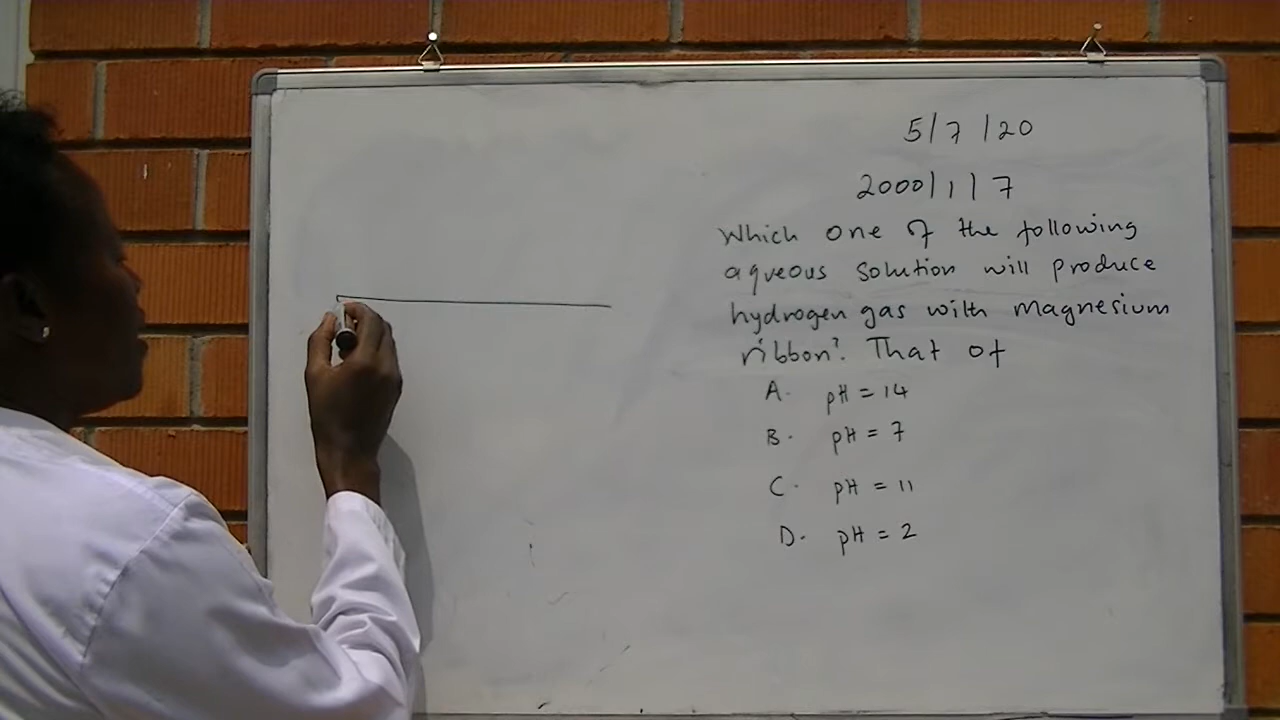 5/7/20
2000/1/7
Which one of the following
aqueous solution will produce
hydrogen gas with magnesium
ribbon? That of
A. pH = 14
B. pH = 7
C. pH = 11
D. pH = 2